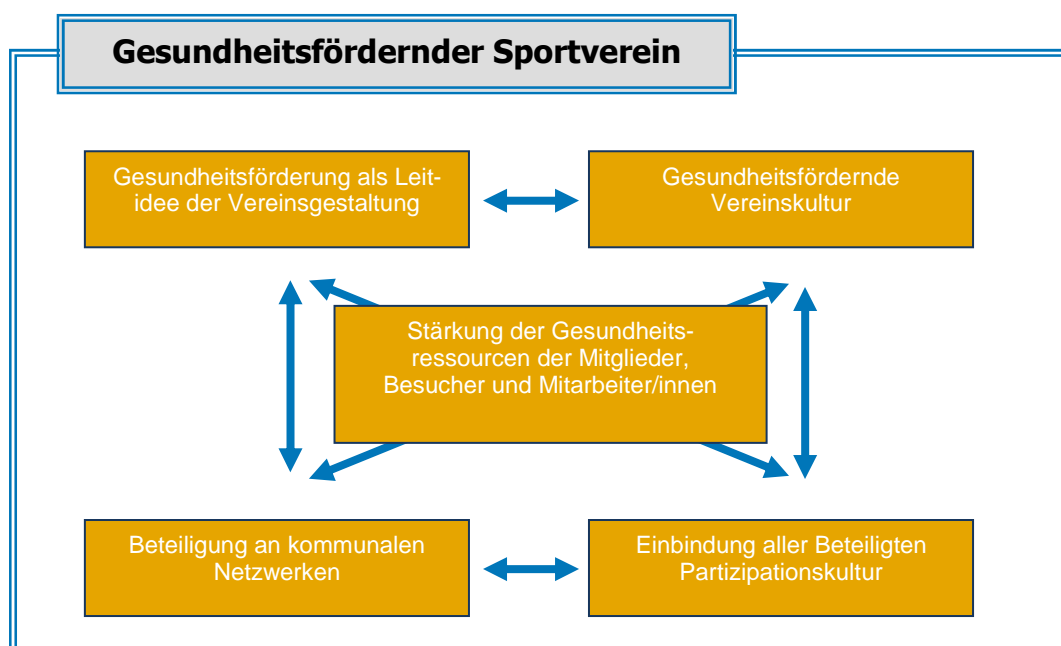 Gesundheitsfördernder Sportverein
Gesundheitsförderung als Leit-
idee der Vereinsgestaltung
Gesundheitsfördernde
Vereinskultur
Stärkung der Gesundheits-
ressourcen der Mitglieder,
Besucher und Mitarbeiter/innen
Beteiligung an kommunalen
Netzwerken
Einbindung aller Beteiligten
Partizipationskultur